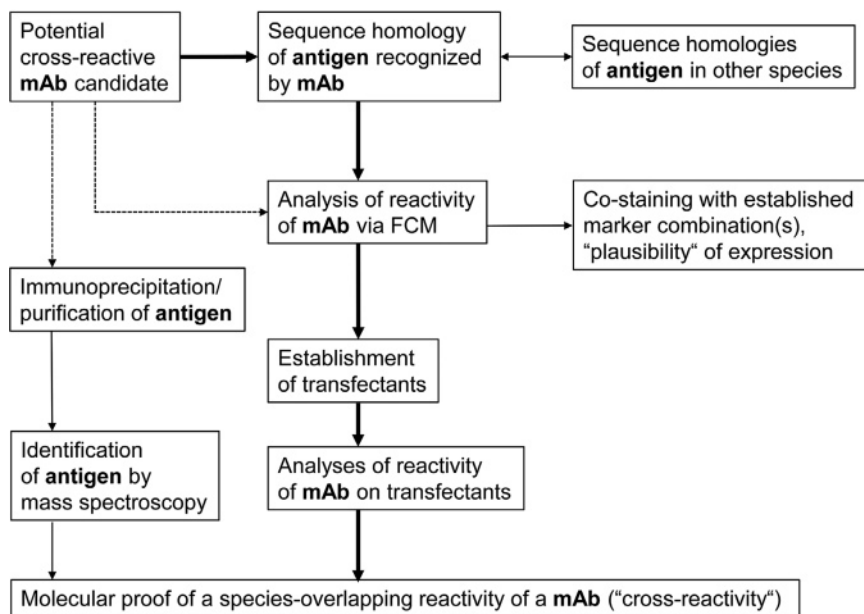 Potential
cross-reactive
mAb candidate
Sequence homology
of antigen recognized
by mAb
Sequence homologies
of antigen in other species
Analysis of reactivity
of mAb via FCM
Co-staining with established
marker combination(s),
“plausibility“ of expression
Immunoprecipitation/
purification of antigen
Establishment
of transfectants
Identification
of antigen by
mass spectroscopy
Analyses of reactivity
of mAb on transfectants
Molecular proof of a species-overlapping reactivity of a mAb (“cross-reactivity“)